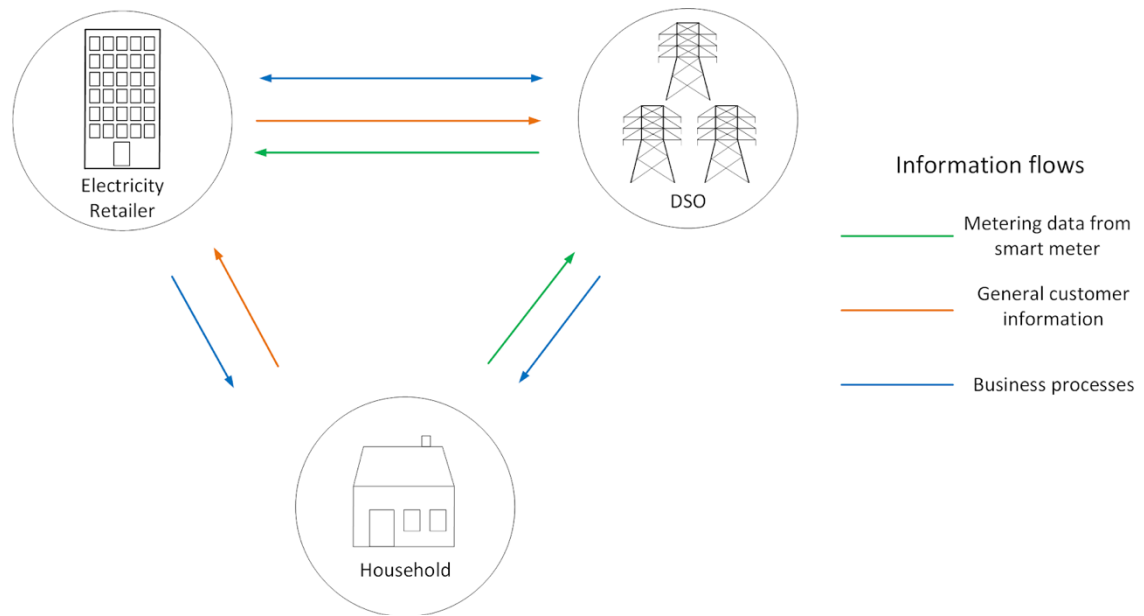 Electricity
Retailer
DSO
Household
Information flows
Metering data from
smart meter
General customer
information
Business processes